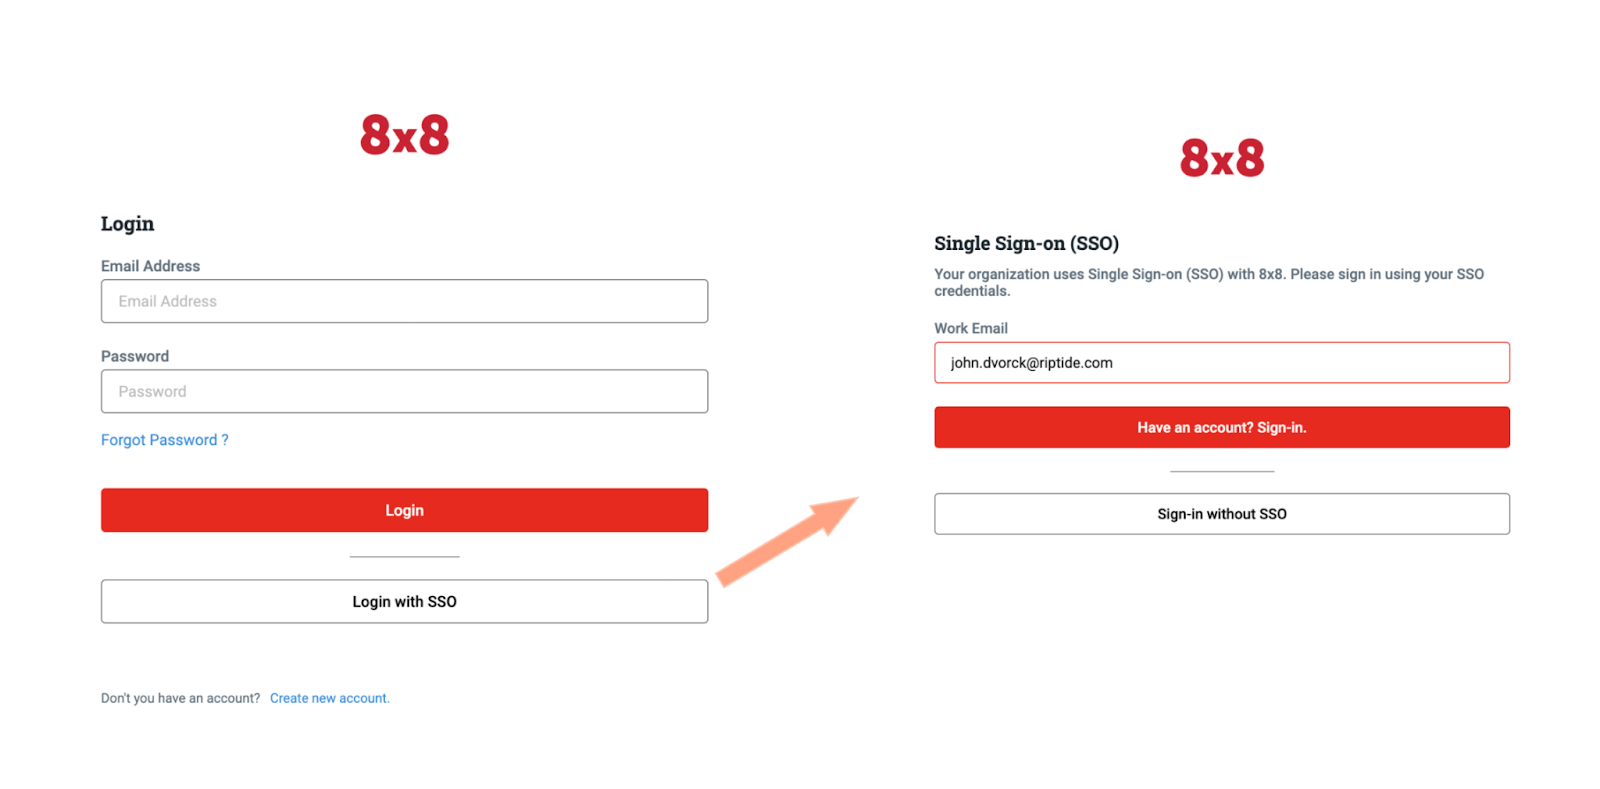 8x8
Login
Email Address
Email Address
Password
Password
Forgot Password ?
Login
Login with SSO
Don't you have an account? Create new account.
8x8
Single Sign-on (SSO)
Your organization uses Single Sign-on (SSO) with 8x8. Please sign in using your SSO
credentials.
Work Email
john.dvorck@riptide.com
Have an account? Sign-in.
Sign-in without SSO